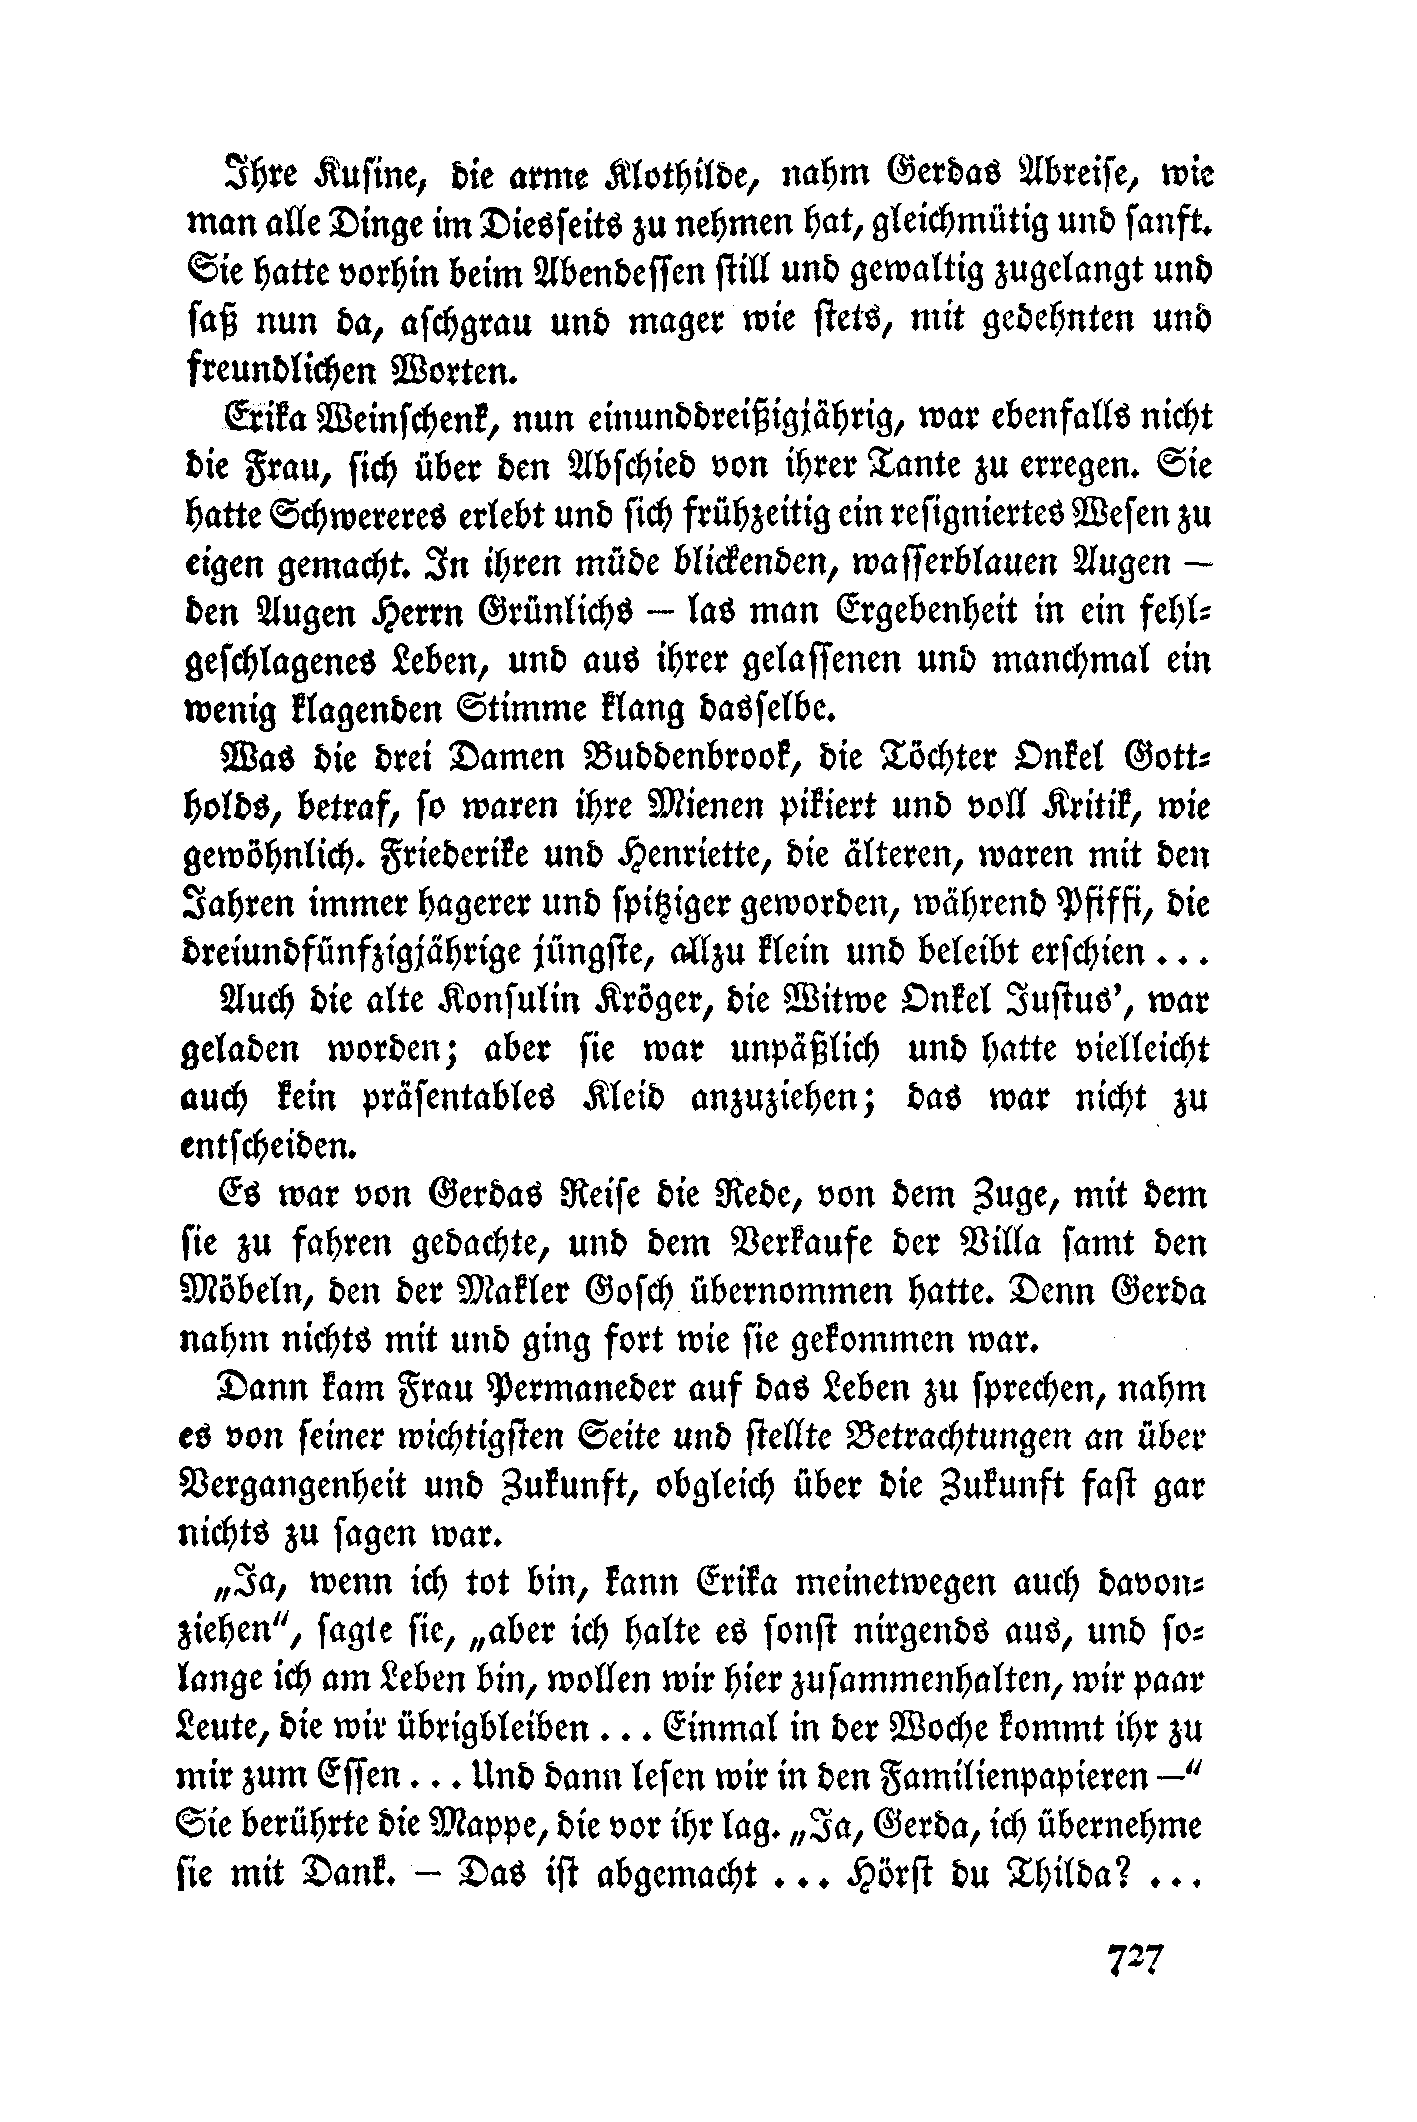 Ihre Kusine, die arme Klothilde, nahm Gerdas Abreise, wie
man alle Dinge im Diesseits zu nehmen hat, gleichmütig und sanft.
Sie hatte vorhin beim Abendessen still und gewaltig zugelangt und
saß nun da, aschgrau und mager wie stets, mit gedehnten und
freundlichen Worten.
Erika Weinschenk, nun einunddreißigjährig, war ebenfalls nicht
die Frau, sich über den Abschied von ihrer Tante zu erregen. Sie
hatte Schwereres erlebt und sich frühzeitig ein resigniertes Wesen zu
eigen gemacht. In ihren müde blickenden, wasserblauen Augen —
den Augen Herrn Grünlichs — las man Ergebenheit in ein fehl-
geschlagenes Leben, und aus ihrer gelassenen und manchmal ein
wenig klagenden Stimme klang dasselbe.
Was die drei Damen Buddenbrook, die Töchter Onkel Gott-
holds, betraf, so waren ihre Mienen pikiert und voll Kritik, wie
gewöhnlich. Friederike und Henriette, die älteren, waren mit den
Jahren immer hagerer und spitziger geworden, während Pfiffi, die
dreiundfünfzigjährige jüngste, allzu klein und beleibt erschien ...
Auch die alte Konsulin Kröger, die Witwe Onkel Justus’, war
geladen worden; aber sie war unpäßlich und hatte vielleicht
auch kein präsentables Kleid anzuziehen; das war nicht zu
entscheiden.
Es war von Gerdas Reise die Rede, von dem Zuge, mit dem
sie zu fahren gedachte, und dem Verkaufe der Villa samt den
Möbeln, den der Makler Gosch übernommen hatte. Denn Gerda
nahm nichts mit und ging fort wie sie gekommen war.
Dann kam Frau Permaneder auf das Leben zu sprechen, nahm
es von seiner wichtigsten Seite und stellte Betrachtungen an über
Vergangenheit und Zukunft, obgleich über die Zukunft fast gar
nichts zu sagen war.
„Ja, wenn ich tot bin, kann Erika meinetwegen auch davon-
ziehen“, sagte sie, „aber ich halte es sonst nirgends aus, und so-
lange ich am Leben bin, wollen wir hier zusammenhalten, wir paar
Leute, die wir übrigbleiben ... Einmal in der Woche kommt ihr zu
mir zum Essen ... Und dann lesen wir in den Familienpapieren —“
Sie berührte die Mappe, die vor ihr lag. „Ja, Gerda, ich übernehme
sie mit Dank. — Das ist abgemacht ... Hörst du Thilda? ...
727